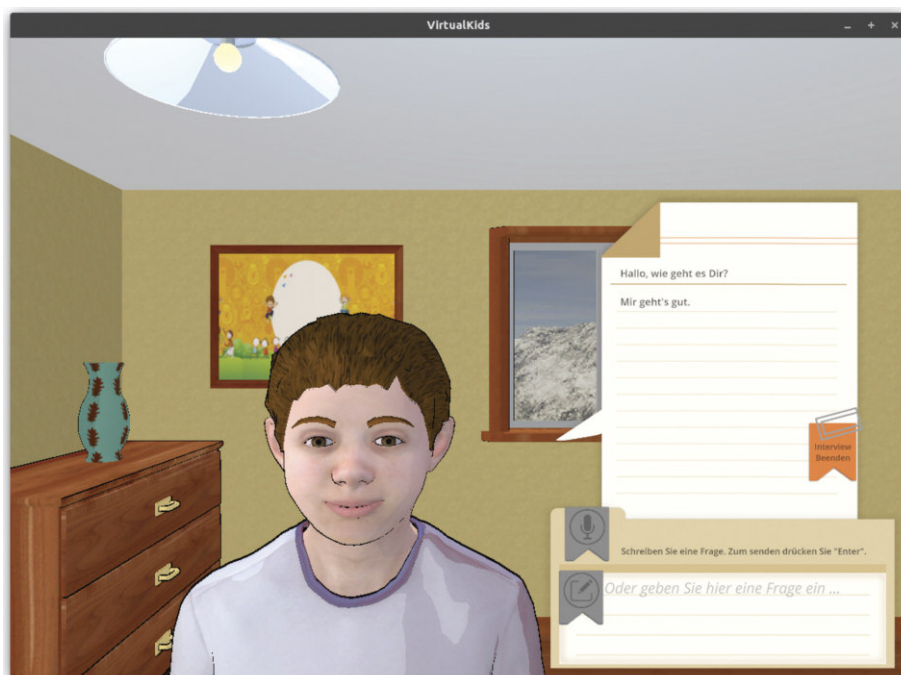 VirtualKids
Hallo, wie geht es Dir?
Mir geht's gut.
Interview
Beenden
Schreiben Sie eine Frage. Zum senden drücken Sie "Enter".
Oder geben Sie hier eine Frage ein ...